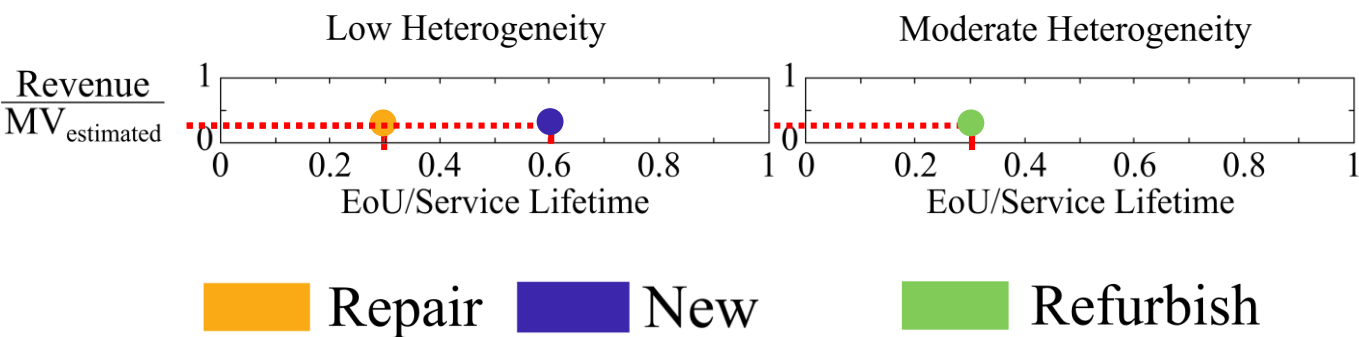 Low Heterogeneity Moderate Heterogeneity
Revenue 1 1
MVestimated 0 0
0 0.2 0.4 0.6 0.8 1 0 0.2 0.4 0.6 0.8 1
EoU/Service Lifetime EoU/Service Lifetime
Repair New Refurbish